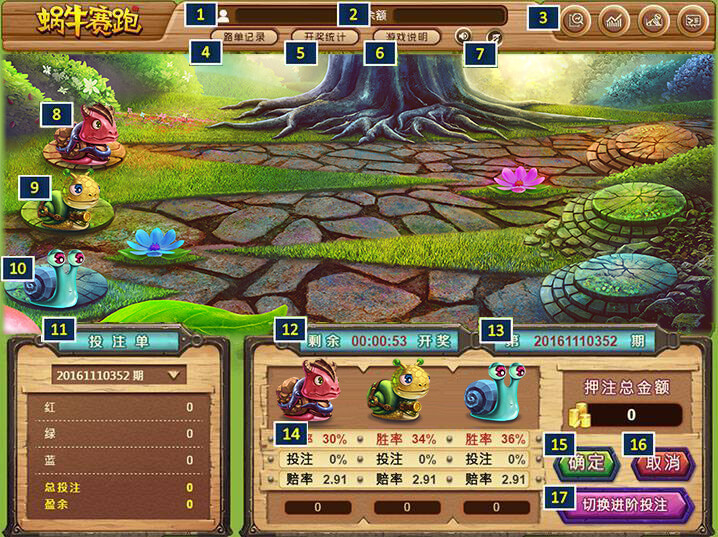 蜗牛赛跑
1
2
余额
3
4
路单记录
5
开奖统计
6
游戏说明
7
8
9
10
11
投注单
20161110352 期
红 0
绿 0
蓝 0
总投注 0
盈余 0
12
剩余 00:00:53 开奖
13
第 20161110352 期
14
率 30% 胜率 34% 胜率 36%
投注 0% 投注 0% 投注 0%
赔率 2.91 赔率 2.91 赔率 2.91
0 0 0
押注总金额
0
15
确定
16
取消
17
切换进阶投注